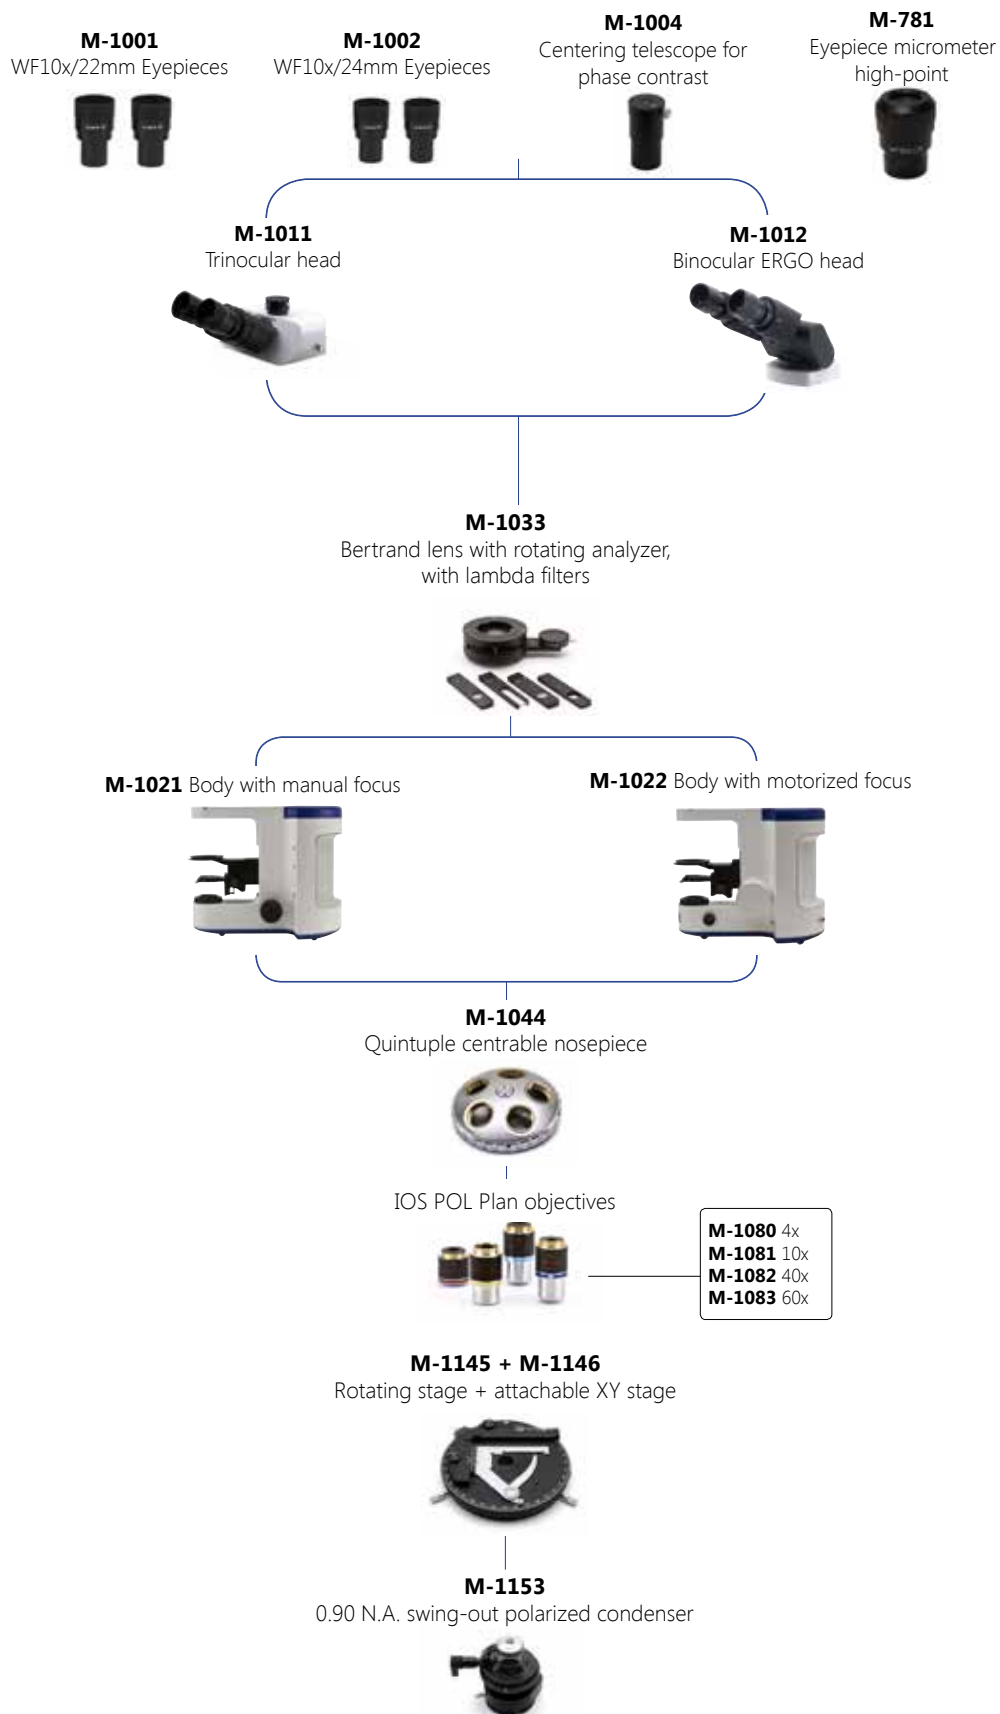 M-1001
WF10x/22mm Eyepieces
M-1002
WF10x/24mm Eyepieces
M-1004
Centering telescope for
phase contrast
M-781
Eyepiece micrometer
high-point
M-1011
Trinocular head
M-1012
Binocular ERGO head
M-1033
Bertrand lens with rotating analyzer,
with lambda filters
M-1021 Body with manual focus
M-1022 Body with motorized focus
M-1044
Quintuple centrable nosepiece
IOS POL Plan objectives
M-1080 4x
M-1081 10x
M-1082 40x
M-1083 60x
M-1145 + M-1146
Rotating stage + attachable XY stage
M-1153
0.90 N.A. swing-out polarized condenser